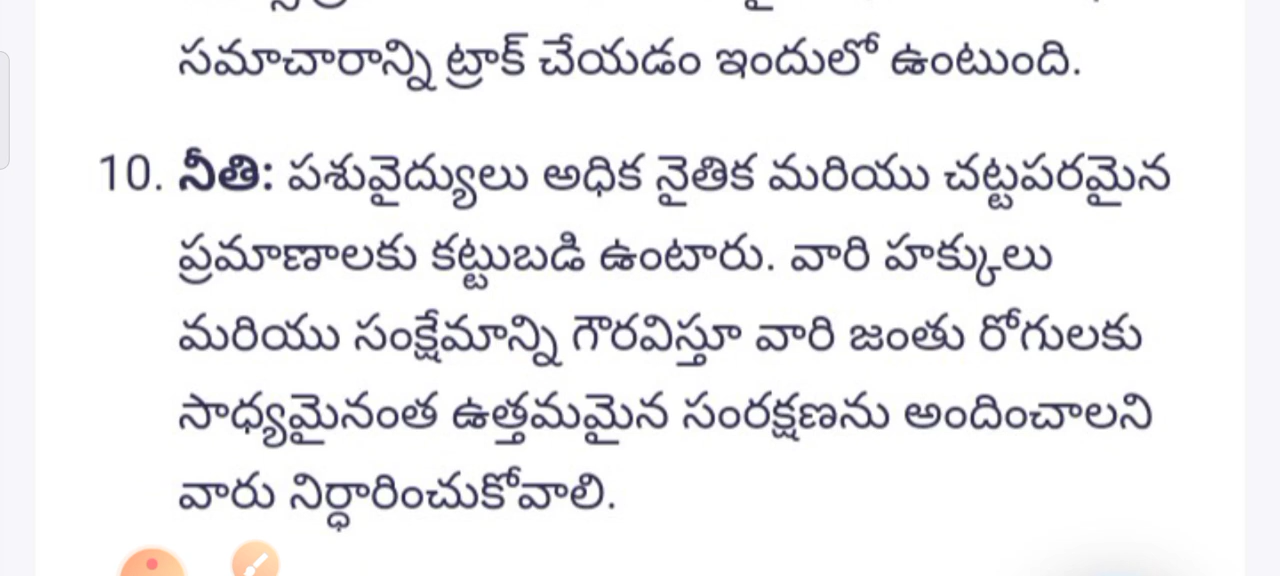 సమాచారాన్ని ట్రాక్ చేయడం ఇందులో ఉంటుంది.
10. నీతి: పశువైద్యులు అధిక నైతిక మరియు చట్టపరమైన
ప్రమాణాలకు కట్టుబడి ఉంటారు. వారి హక్కులు
మరియు సంక్షేమాన్ని గౌరవిస్తూ వారి జంతు రోగులకు
సాధ్యమైనంత ఉత్తమమైన సంరక్షణను అందించాలని
వారు నిర్ధారించుకోవాలి.